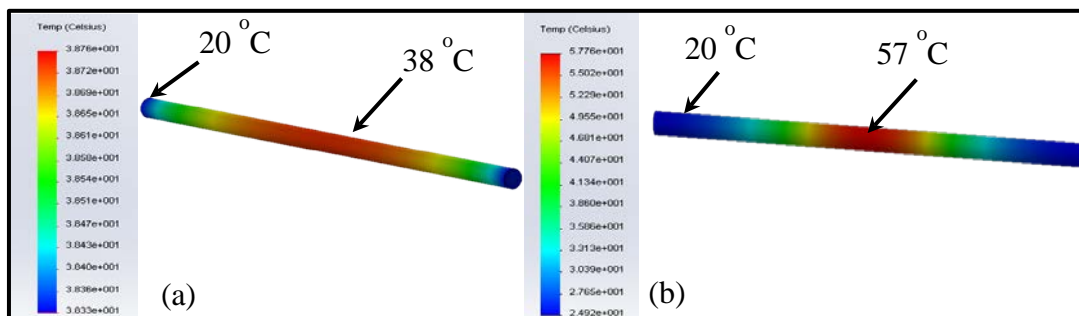 Temp (Celsius)
3.876e+001
3.872e+001
3.869e+001
3.865e+001
3.861e+001
3.858e+001
3.854e+001
3.851e+001
3.847e+001
3.843e+001
3.840e+001
3.836e+001
3.833e+001
20 °C
38 °C
(a)
Temp (Celsius)
5.776e+001
5.502e+001
5.229e+001
4.955e+001
4.681e+001
4.407e+001
4.134e+001
3.860e+001
3.586e+001
3.313e+001
3.039e+001
2.765e+001
2.492e+001
20 °C
57 °C
(b)